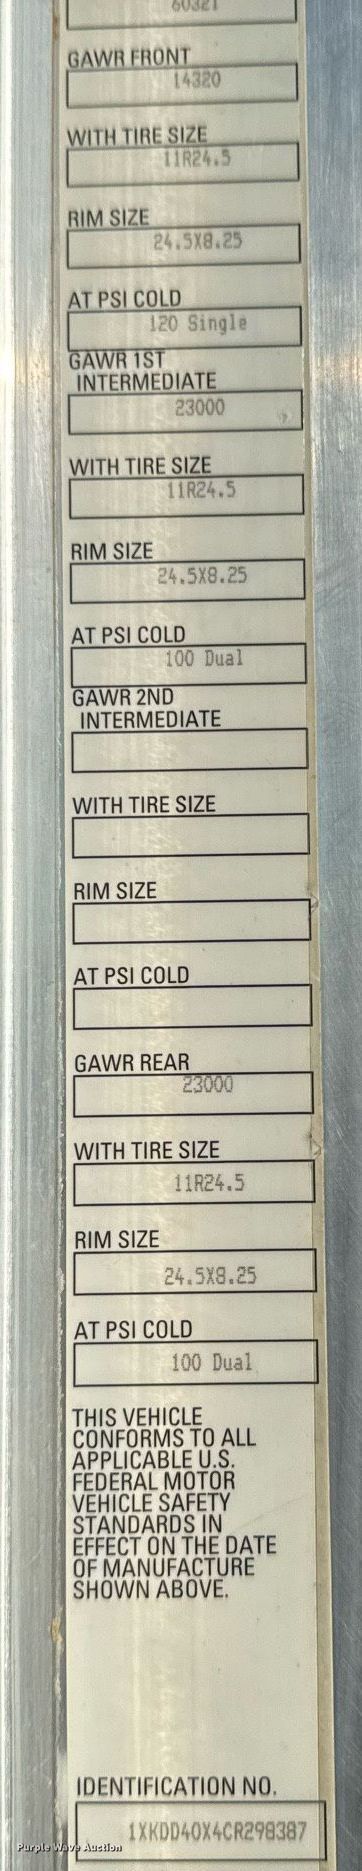 60321
GAWR FRONT
14320
WITH TIRE SIZE
11R24.5
RIM SIZE
24.5X8.25
AT PSI COLD
120 Single
GAWR 1ST
INTERMEDIATE
23000
WITH TIRE SIZE
11R24.5
RIM SIZE
24.5X8.25
AT PSI COLD
100 Dual
GAWR 2ND
INTERMEDIATE
WITH TIRE SIZE
RIM SIZE
AT PSI COLD
GAWR REAR
23000
WITH TIRE SIZE
11R24.5
RIM SIZE
24.5X8.25
AT PSI COLD
100 Dual
THIS VEHICLE
CONFORMS TO ALL
APPLICABLE U.S.
FEDERAL MOTOR
VEHICLE SAFETY
STANDARDS IN
EFFECT ON THE DATE
OF MANUFACTURE
SHOWN ABOVE.
IDENTIFICATION NO.
1XKDD40X4CR298387
Purple Wave Auction